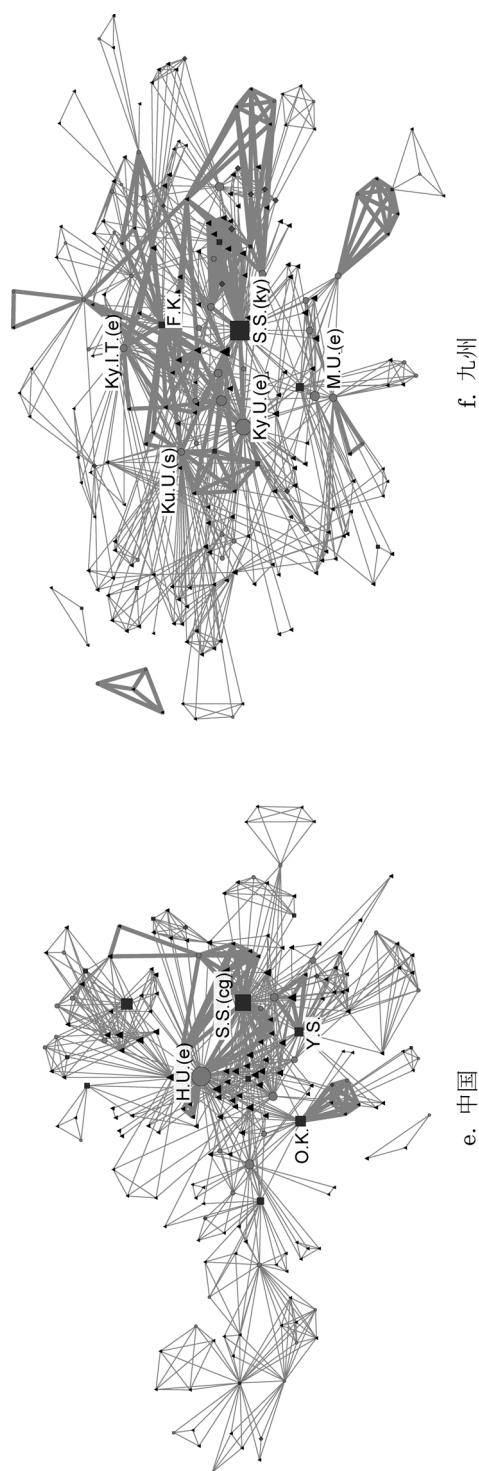 Ky.I.T.(e)
F.K.
Ku.U.(s)
S.S.(ky)
Ky.U.(e)
M.U.(e)
f. 九州
H.U.(e)
S.S.(cg)
Y.S.
O.K.
e. 中国